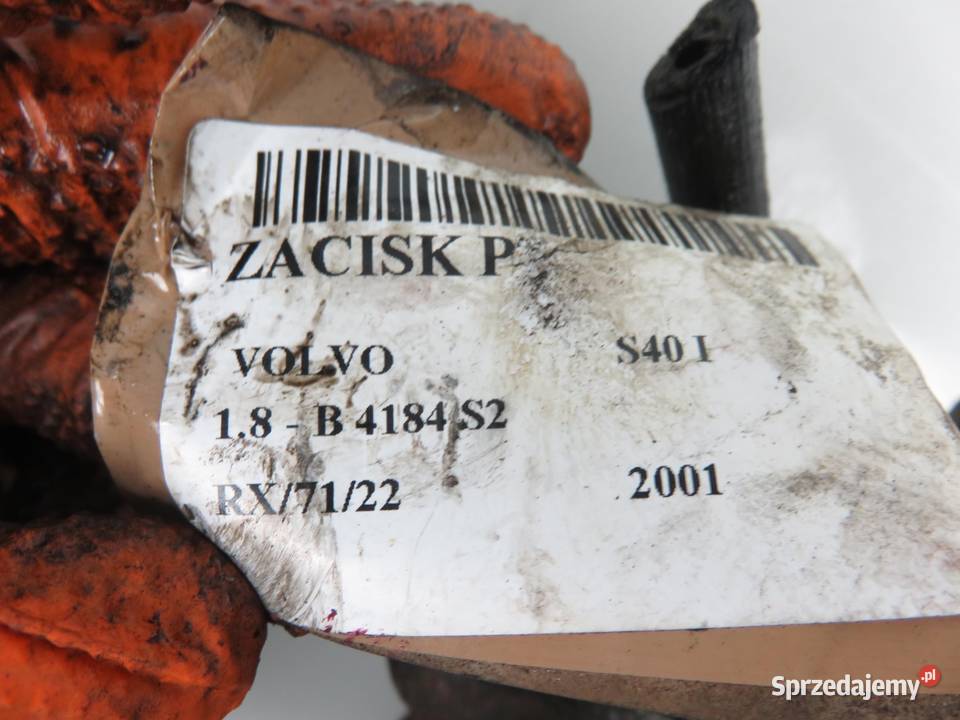 ZACISK P
VOLVO S40 I
1.8 - B 4184 S2
RX/71/22 2001
Sprzedajemy.pl